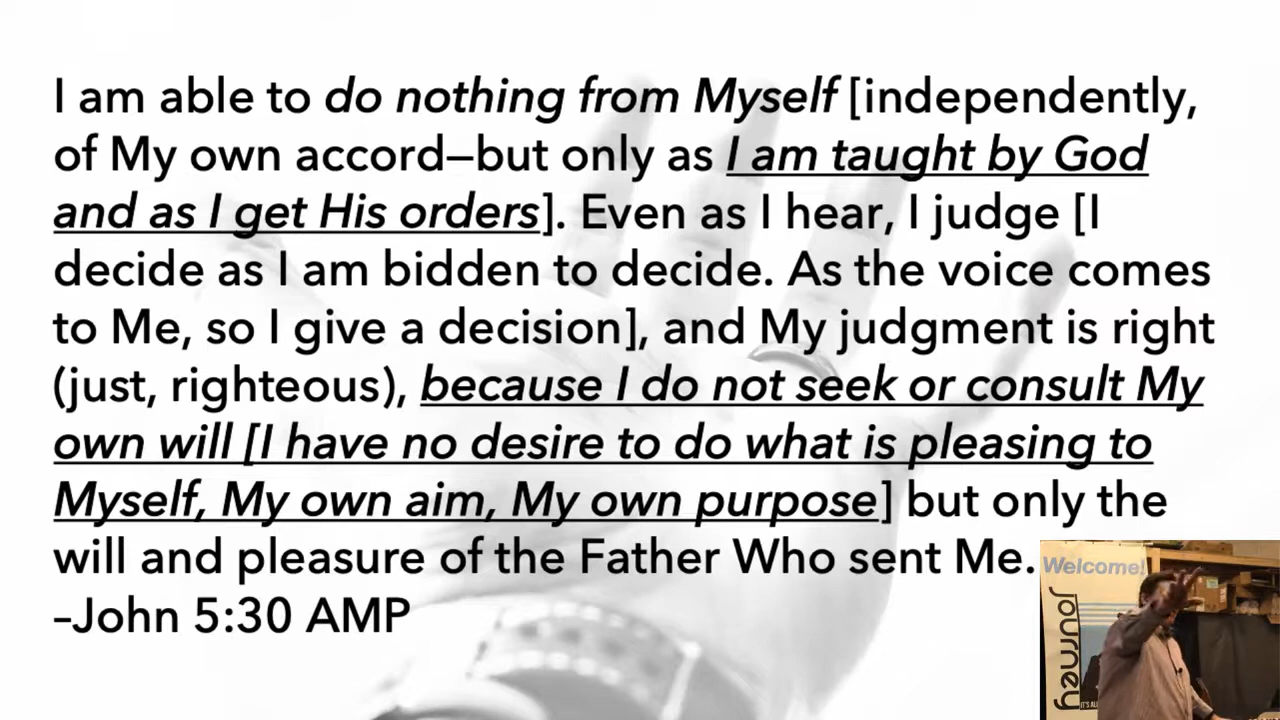 I am able to do nothing from Myself [independently,
of My own accord—but only as I am taught by God
and as I get His orders]. Even as I hear, I judge [I
decide as I am bidden to decide. As the voice comes
to Me, so I give a decision], and My judgment is right
(just, righteous), because I do not seek or consult My
own will [I have no desire to do what is pleasing to
Myself, My own aim, My own purpose] but only the
will and pleasure of the Father Who sent Me.
–John 5:30 AMP
Welcome!
Journey
IT'S ALL